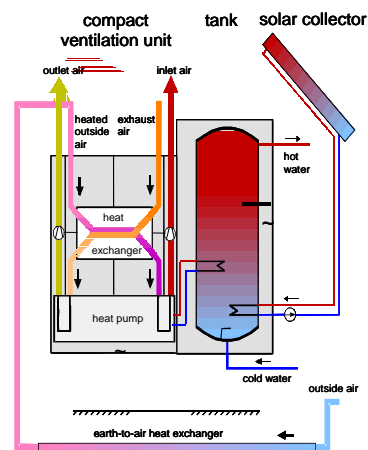 compact
ventilation unit
tank
solar collector
outlet air
inlet air
heated
outside
air
exhaust
air
hot
water
heat
exchanger
heat pump
~
~
cold water
outside air
earth-to-air heat exchanger